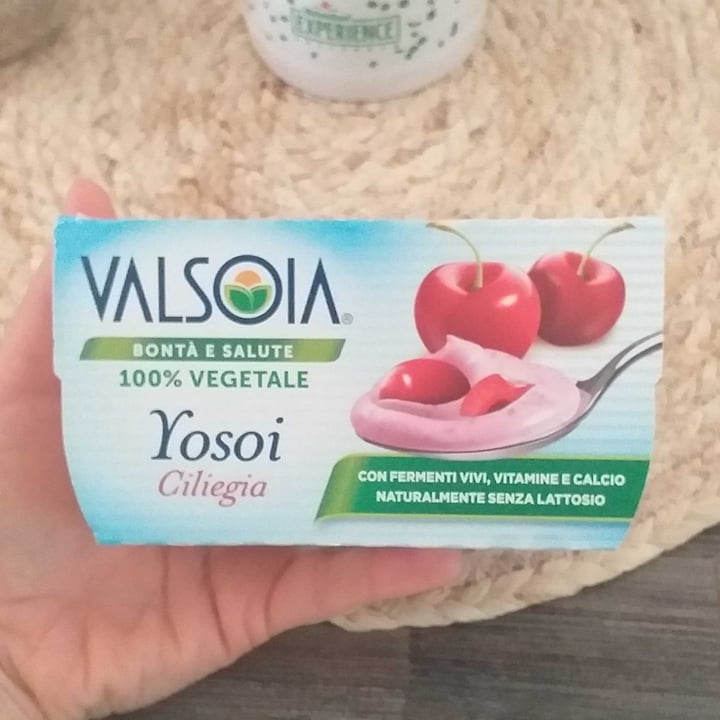 EXPERIENCE
VALSOIA®
BONTÀ E SALUTE
100% VEGETALE
Yosoi
Ciliegia
CON FERMENTI VIVI, VITAMINE E CALCIO
NATURALMENTE SENZA LATTOSIO